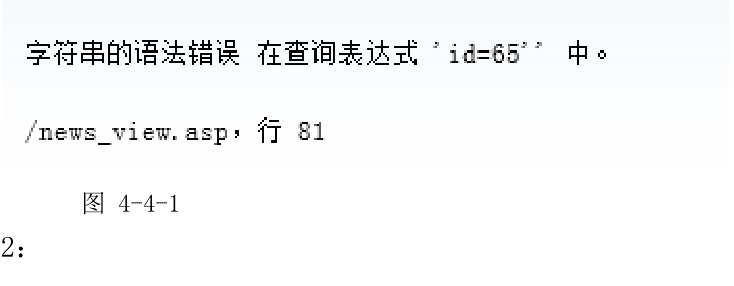 字符串的语法错误 在查询表达式 'id=65'' 中。
/news_view.asp，行 81
图 4-4-1
2：